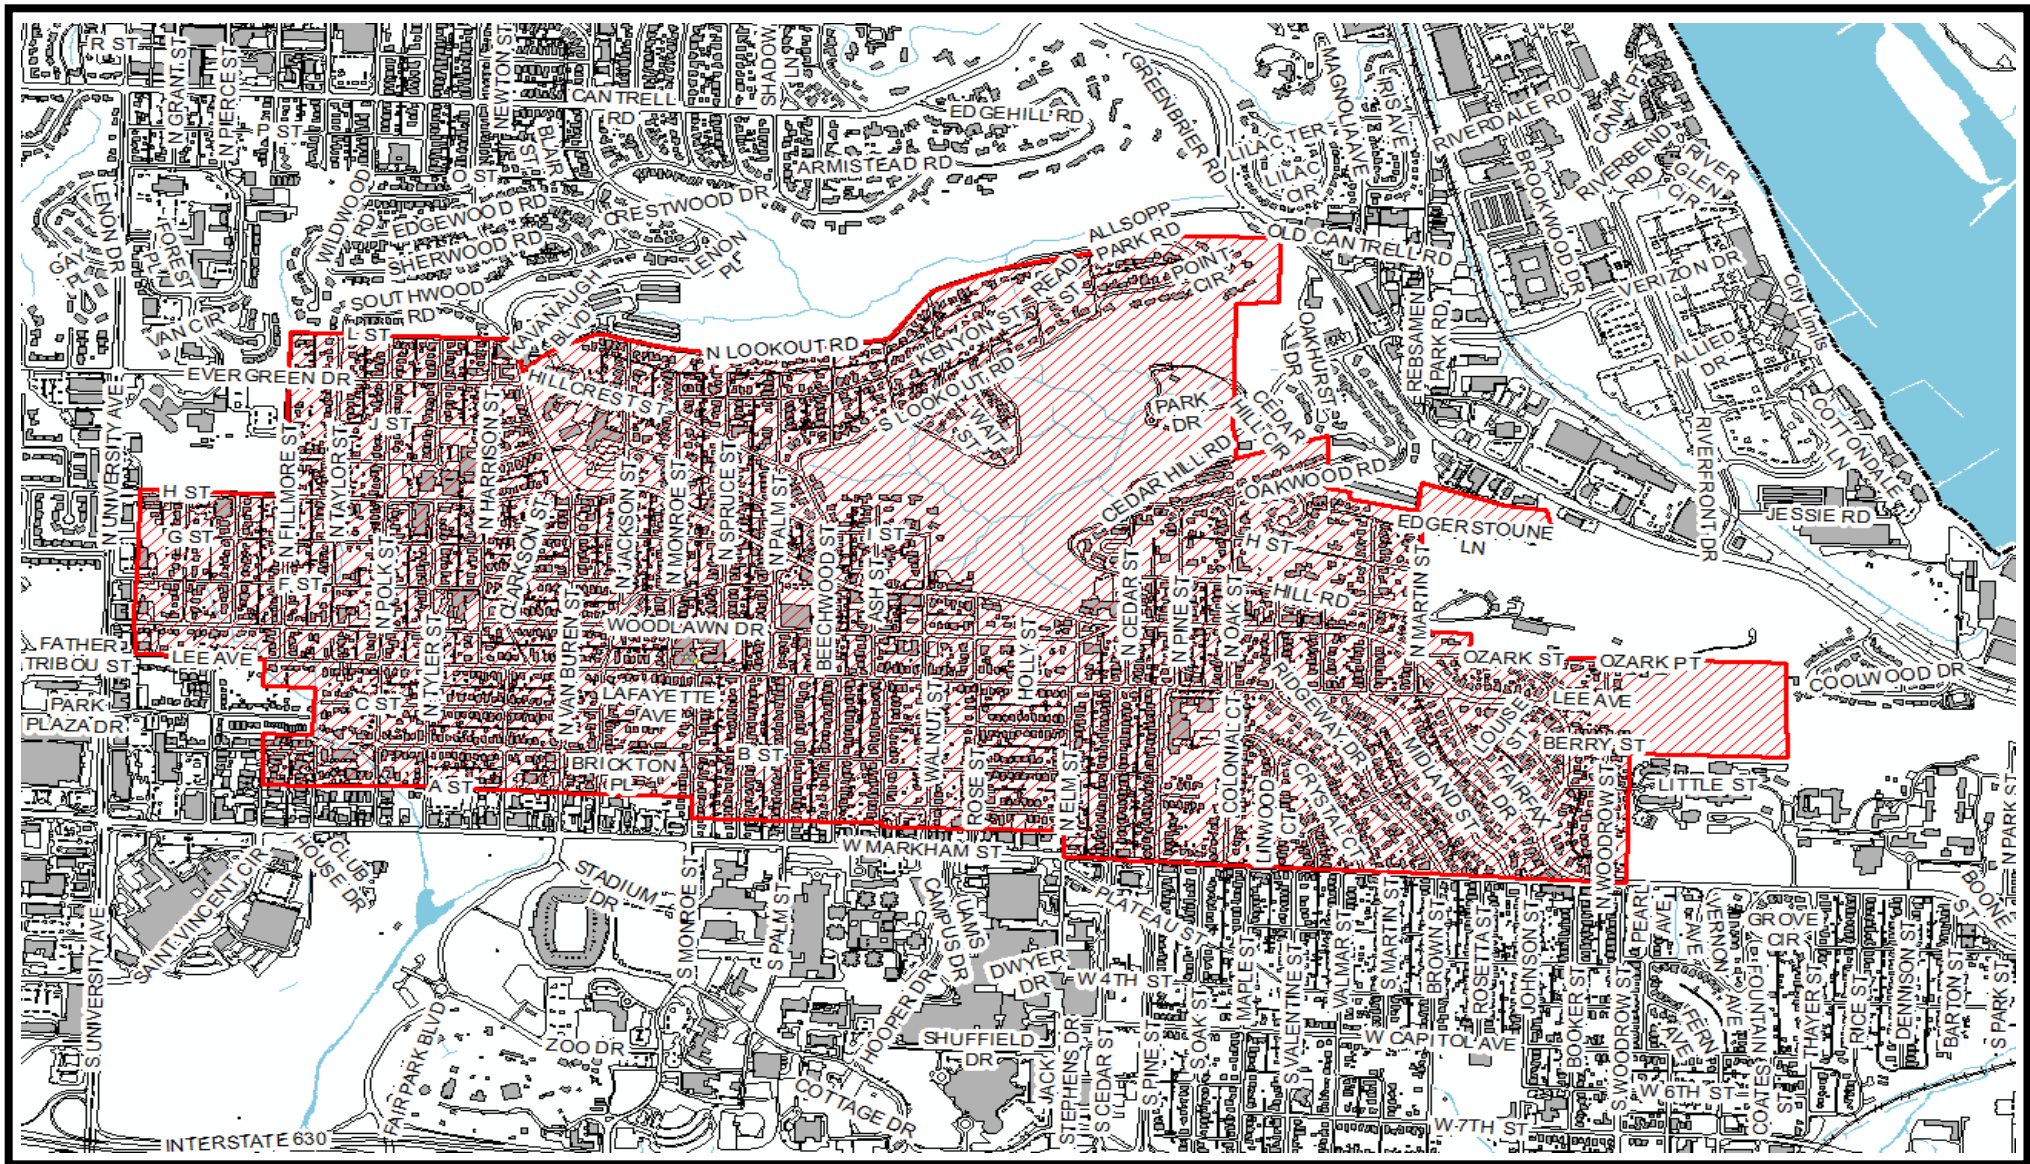 R ST
N GRANT ST
N PIERCE ST
P ST
NEWTON ST
BLAIR
ST
O ST
CANTRELL
RD
SHADOW
LN
EDGEHILL RD
ARMISTEAD RD
GREENBRIER RD
MAGNOLIA AVE
IRIS AVE
LILAC TER
LILAC
CIR
RIVERDALE RD
CANAL PT
BROOKWOOD DR
RIVERBEND
RD
RIVER
GLEN
CIR
LENON DR
GAY
PL
FOREST
PL
VAN CIR
WILDWOOD
RD
EDGEWOOD RD
SHERWOOD RD
CRESTWOOD DR
LENON
PL
SOUTHWOOD
RD
KAVANAUGH
BLVD
ALLSOPP
PARK RD
READ
ST
POINT
CIR
OLD CANTRELL RD
VERIZON DR
City Limits
ALLIED
DR
REBSAMEN
PARK RD
OAKHURST
DR
L ST
N LOOKOUT RD
KENYON ST
S LOOKOUT RD
WAIT
ST
PARK
DR
CEDAR
HILL CIR
EVERGREEN DR
HILLCREST ST
J ST
N UNIVERSITY AVE
N FILLMORE ST
N TAYLOR ST
N HARRISON ST
N POLK ST
N TYLER ST
CLARKSON ST
N VAN BUREN ST
N JACKSON ST
N MONROE ST
N SPRUCE ST
N PALM ST
BEECHWOOD ST
ASH ST
I ST
CEDAR HILL RD
OAKWOOD RD
EDGERSTOUNE
LN
RIVERFRONT DR
COTTONDALE
LN
JESSIE RD
H ST
G ST
F ST
H ST
HILL RD
N CEDAR ST
N PINE ST
N OAK ST
N MARTIN ST
WOODLAWN DR
HOLLY ST
FATHER
TRIBOU ST
LEE AVE
PARK
PLAZA DR
C ST
LAFAYETTE
AVE
WALNUT ST
ROSE ST
N ELM ST
COLONIAL CT
RIDGEWAY DR
LINWOOD
CT
CRYSTAL CT
MIDLAND ST
LOUISE
ST
FAIRFAX
DR
OZARK ST
OZARK PT
LEE AVE
COOLWOOD DR
BERRY ST
N WOODROW ST
LITTLE ST
N PARK ST
B ST
BRICKTON
PL
A ST
W MARKHAM ST
CLUB
HOUSE DR
SAINT VINCENT CIR
S UNIVERSITY AVE
STADIUM
DR
S MONROE ST
S PALM ST
CAMPUS DR
DWYER
DR
PLATEAU ST
W 4TH ST
HOOPER DR
SHUFFIELD
DR
JACK
STEPHENS DR
S CEDAR ST
S PINE ST
S OAK ST
MAPLE ST
S VALENTINE ST
VALMAR ST
S MARTIN ST
BROWN ST
ROSETTA ST
JOHNSON ST
BOOKER ST
S WOODROW ST
PEARL
AVE
VERNON
AVE
GROVE
CIR
BOONE
ST
FERN
AVE
FOUNTAIN
AVE
COATES
ST
THAYER ST
RICE ST
DENNISON ST
BARTON ST
S PARK ST
W CAPITOL AVE
W 6TH ST
W 7TH ST
FAIR PARK BLVD
ZOO DR
COTTAGE DR
INTERSTATE 630